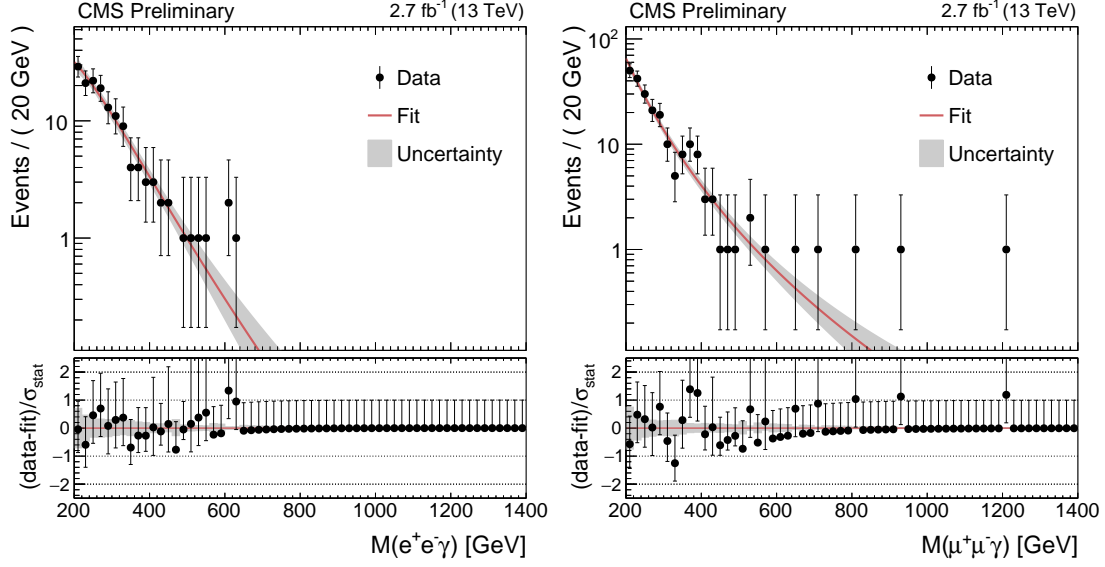 CMS Preliminary 2.7 fb⁻¹ (13 TeV)
Events / ( 20 GeV )
10
1
Data
Fit
Uncertainty
(data-fit)/σstat
2
1
0
−1
−2
200 400 600 800 1000 1200 1400
M(e⁺e⁻γ) [GeV]
CMS Preliminary 2.7 fb⁻¹ (13 TeV)
Events / ( 20 GeV )
10²
10
1
Data
Fit
Uncertainty
(data-fit)/σstat
2
1
0
−1
−2
200 400 600 800 1000 1200 1400
M(μ⁺μ⁻γ) [GeV]